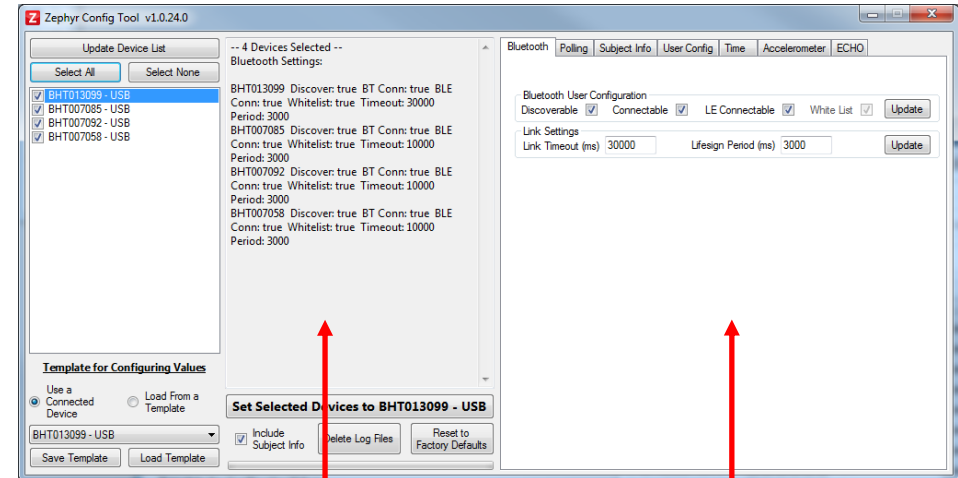 Z Zephyr Config Tool v1.0.24.0
Update Device List
Select All
Select None
BHT013099 - USB
BHT007085 - USB
BHT007092 - USB
BHT007058 - USB
Template for Configuring Values
Use a
Connected
Device
Load From a
Template
BHT013099 - USB
Save Template
Load Template
-- 4 Devices Selected --
Bluetooth Settings:
BHT013099 Discover: true BT Conn: true BLE
Conn: true Whitelist: true Timeout: 30000
Period: 3000
BHT007085 Discover: true BT Conn: true BLE
Conn: true Whitelist: true Timeout: 10000
Period: 3000
BHT007092 Discover: true BT Conn: true BLE
Conn: true Whitelist: true Timeout: 10000
Period: 3000
BHT007058 Discover: true BT Conn: true BLE
Conn: true Whitelist: true Timeout: 10000
Period: 3000
Set Selected Devices to BHT013099 - USB
Include
Subject Info
Delete Log Files
Reset to
Factory Defaults
Bluetooth Polling Subject Info User Config Time Accelerometer ECHO
Bluetooth User Configuration
Discoverable Connectable LE Connectable White List Update
Link Settings
Link Timeout (ms) 30000 Lifesign Period (ms) 3000 Update